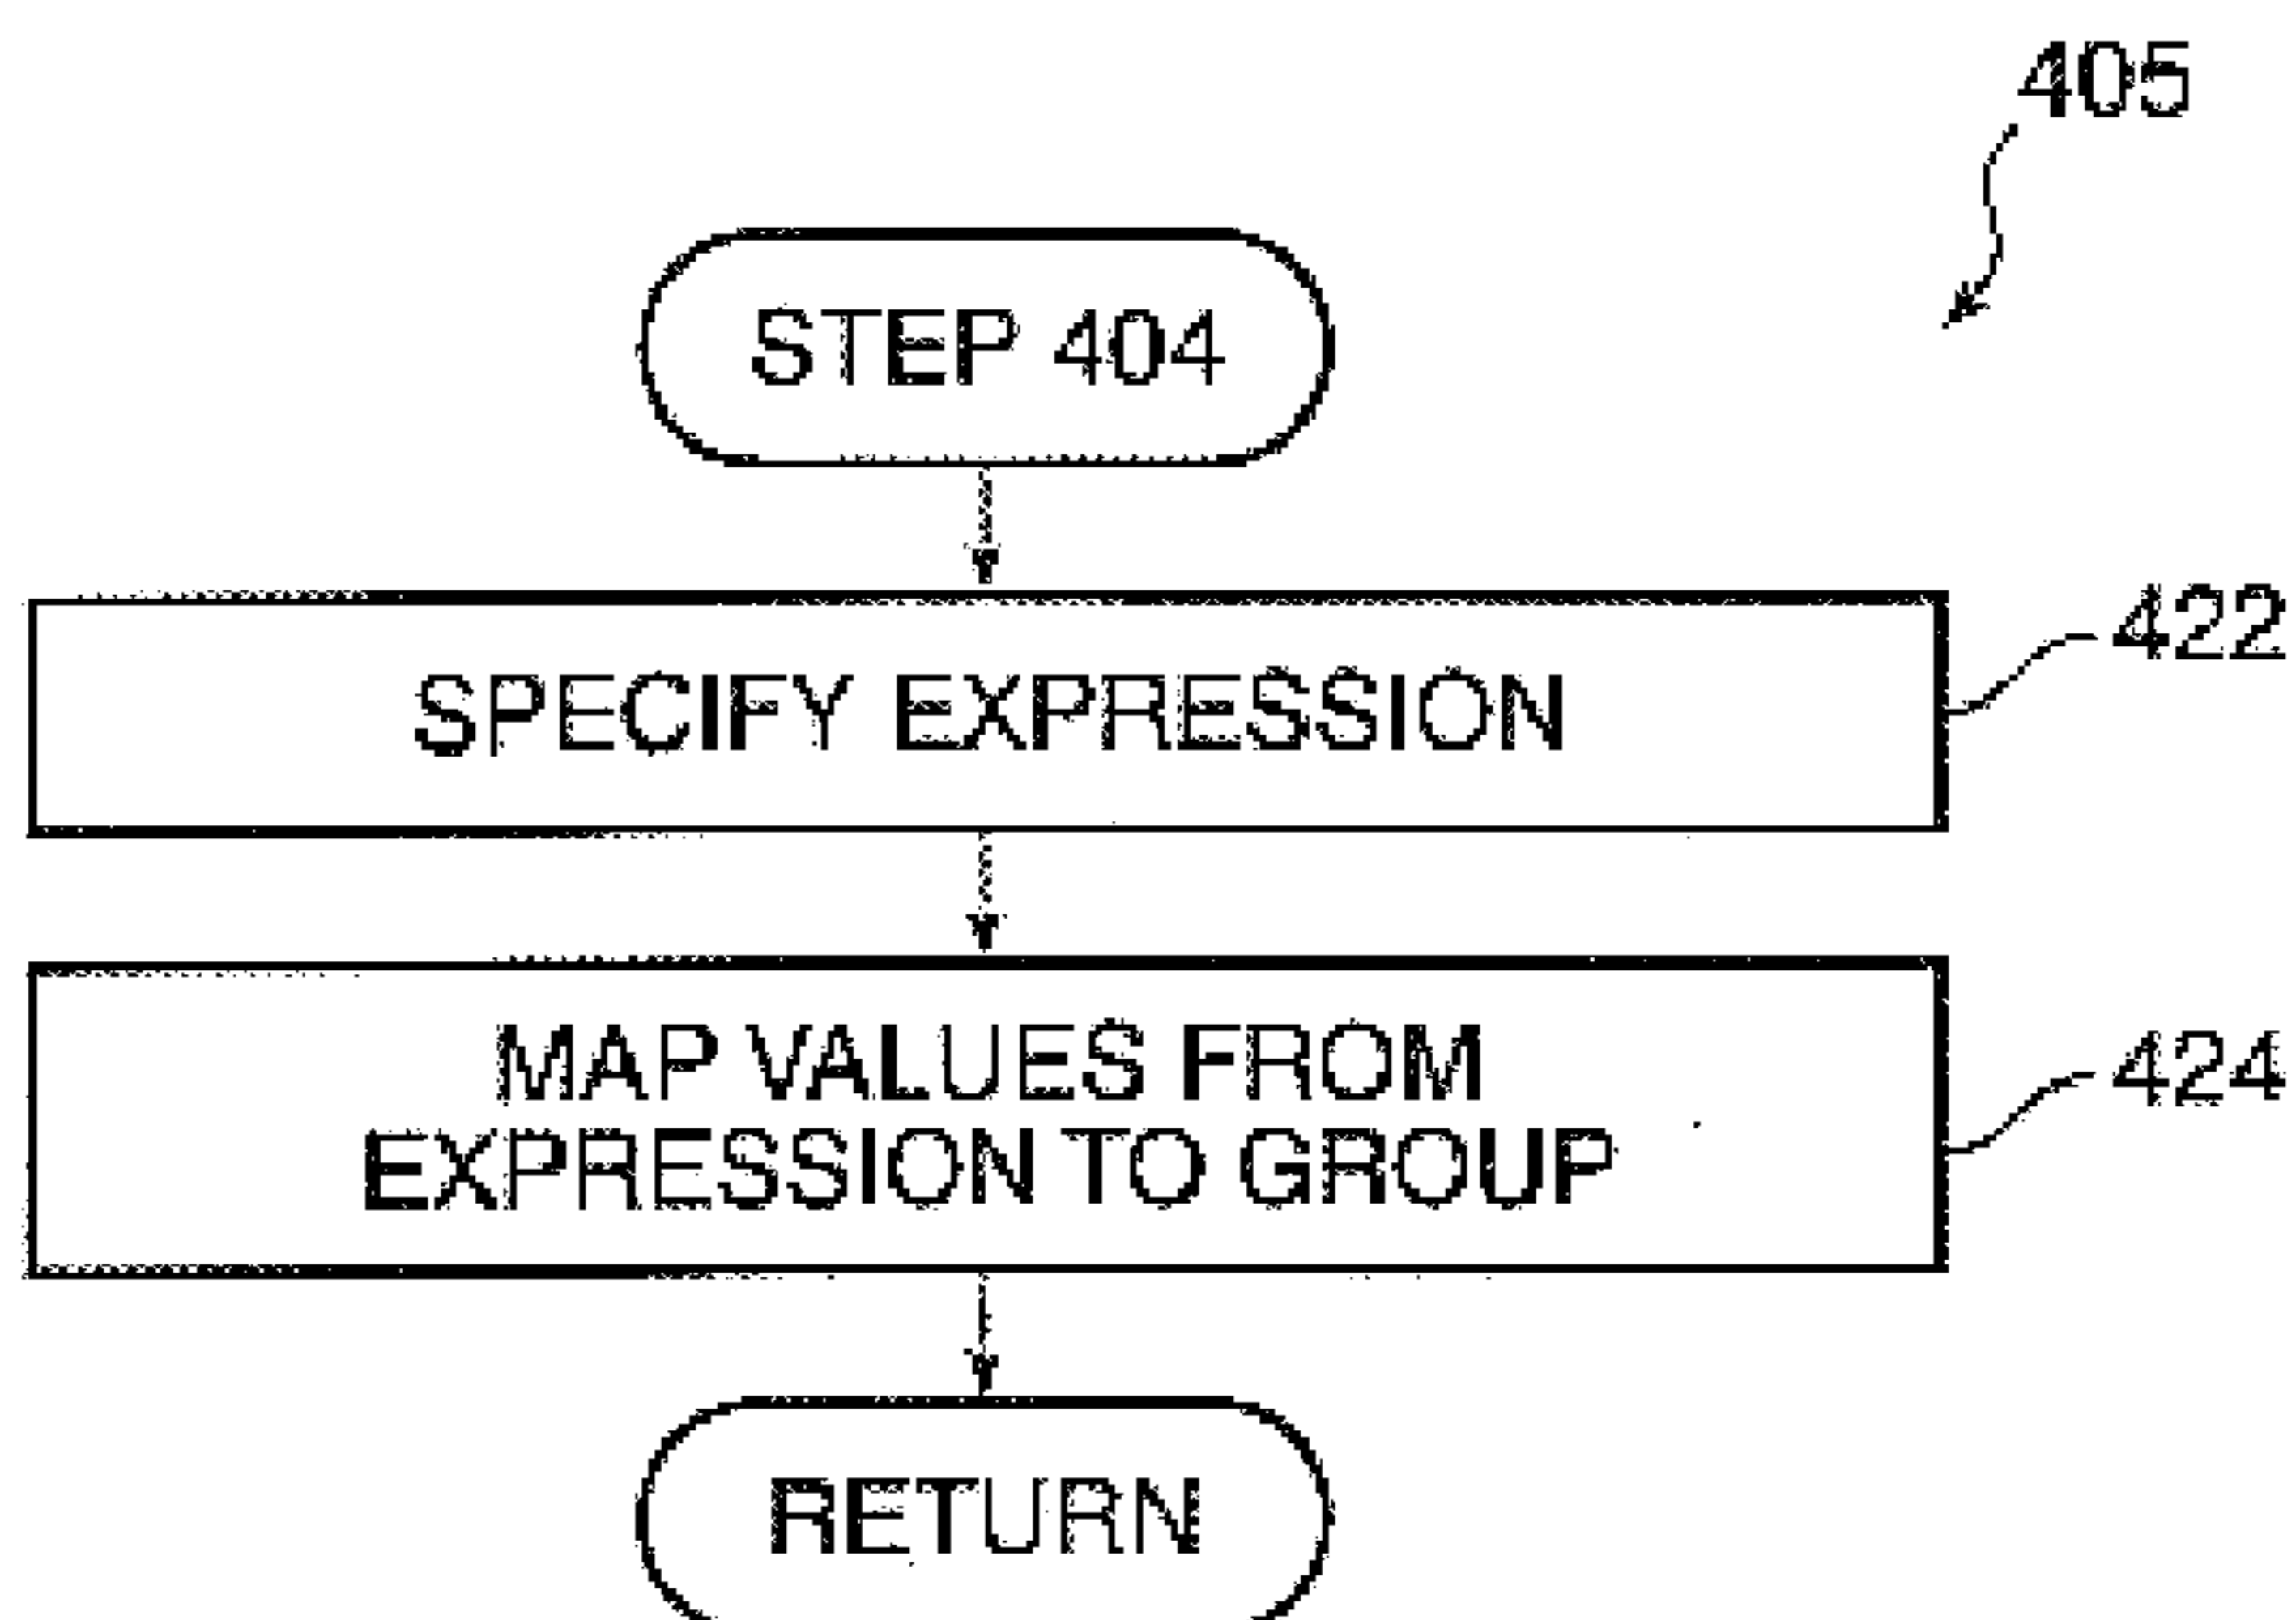 405
STEP 404
SPECIFY EXPRESSION
422
MAP VALUES FROM
EXPRESSION TO GROUP
424
RETURN